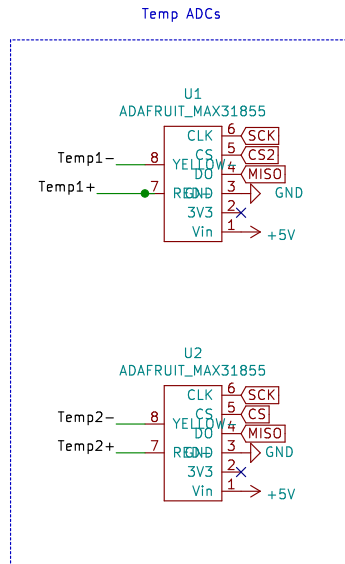 Temp ADCs
U1
ADAFRUIT_MAX31855
CLK 6 SCK
CS 5 CS2
Temp1- 8 YELLOW+ DO 4 MISO
Temp1+ 7 RED- GND 3 GND
3V3 2
Vin 1 +5V
U2
ADAFRUIT_MAX31855
CLK 6 SCK
CS 5 CS
Temp2- 8 YELLOW+ DO 4 MISO
Temp2+ 7 RED- GND 3 GND
3V3 2
Vin 1 +5V